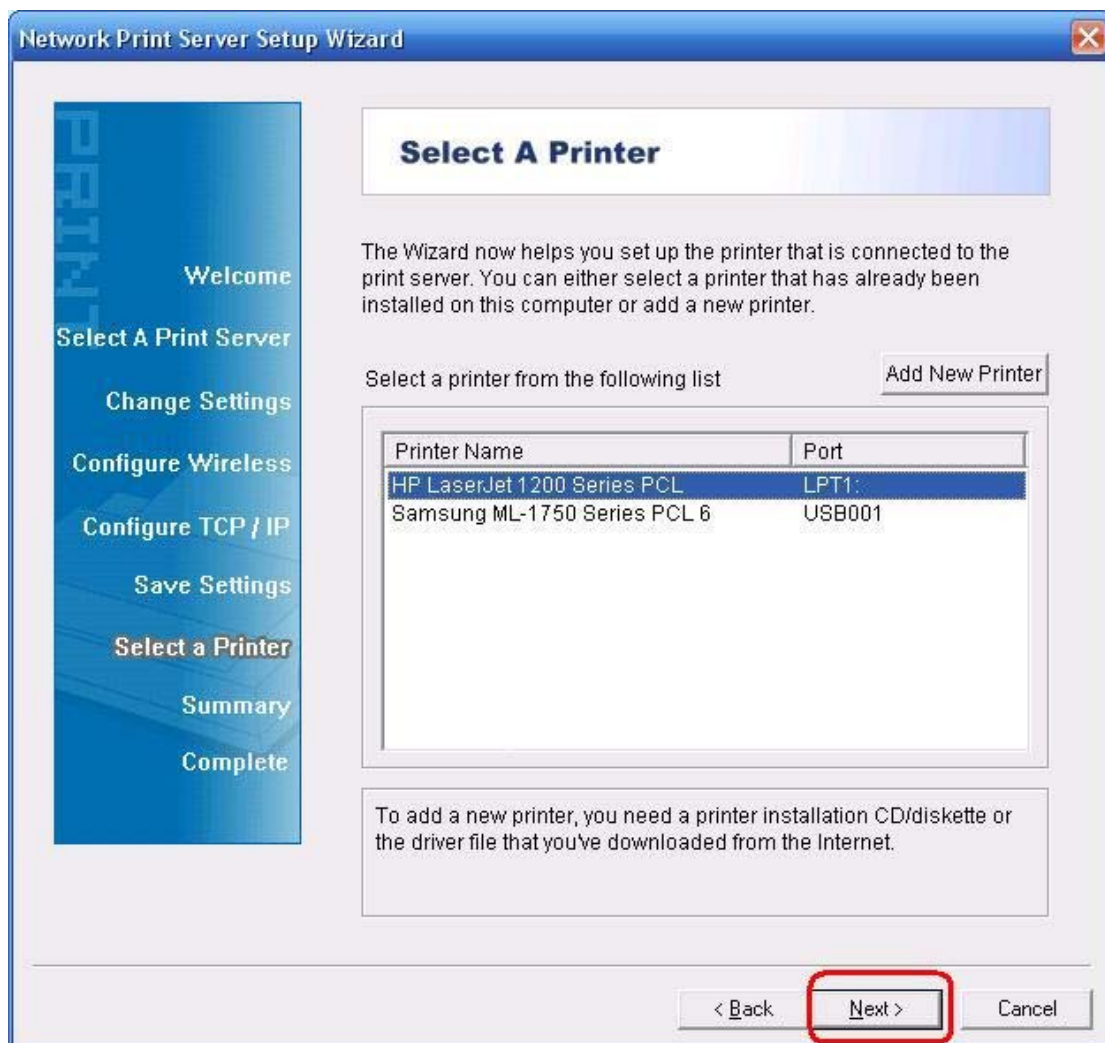 Network Print Server Setup Wizard
PRINT
Welcome
Select A Print Server
Change Settings
Configure Wireless
Configure TCP / IP
Save Settings
Select a Printer
Summary
Complete
Select A Printer
The Wizard now helps you set up the printer that is connected to the
print server. You can either select a printer that has already been
installed on this computer or add a new printer.
Select a printer from the following list
Add New Printer
Printer Name Port
HP LaserJet 1200 Series PCL LPT1:
Samsung ML-1750 Series PCL 6 USB001
To add a new printer, you need a printer installation CD/diskette or
the driver file that you've downloaded from the Internet.
< Back Next > Cancel